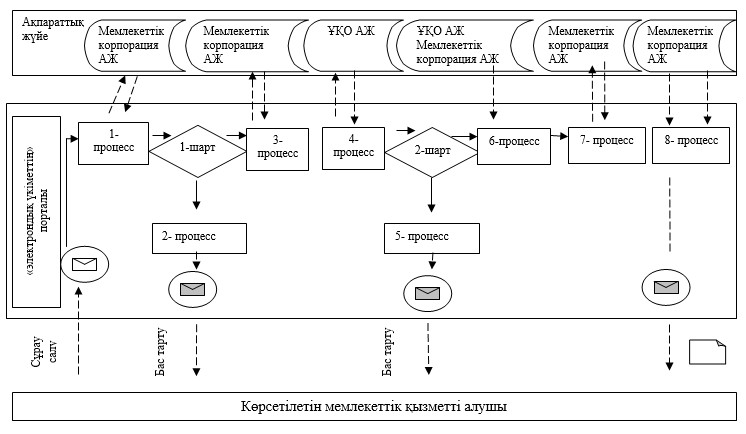 Ақпараттық
жүйе
Мемлекеттік
корпорация
АЖ
Мемлекеттік
корпорация
АЖ
ҰҚО АЖ
ҰҚО АЖ
Мемлекеттік
корпорация АЖ
Мемлекеттік
корпорация
АЖ
Мемлекеттік
корпорация
АЖ
«электрондық үкіметтің»
порталы
1-
процесс
1-шарт
3-
процесс
4-
процесс
2-шарт
6-процесс
7- процесс
8- процесс
2- процесс
5- процесс
Сұрау
салу
Бас тарту
Бас тарту
Көрсетілетін мемлекеттік қызметті алушы